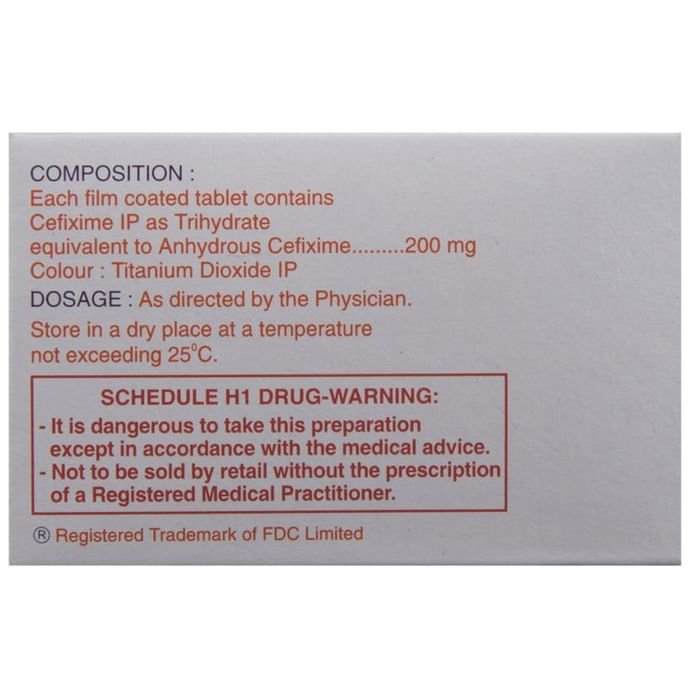 COMPOSITION :
Each film coated tablet contains
Cefixime IP as Trihydrate
equivalent to Anhydrous Cefixime.........200 mg
Colour : Titanium Dioxide IP
DOSAGE : As directed by the Physician.
Store in a dry place at a temperature
not exceeding 25⁰C.
SCHEDULE H1 DRUG-WARNING:
- It is dangerous to take this preparation
except in accordance with the medical advice.
- Not to be sold by retail without the prescription
of a Registered Medical Practitioner.
® Registered Trademark of FDC Limited